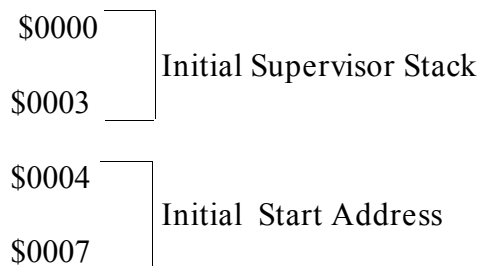 $0000
Initial Supervisor Stack
$0003
$0004
Initial Start Address
$0007